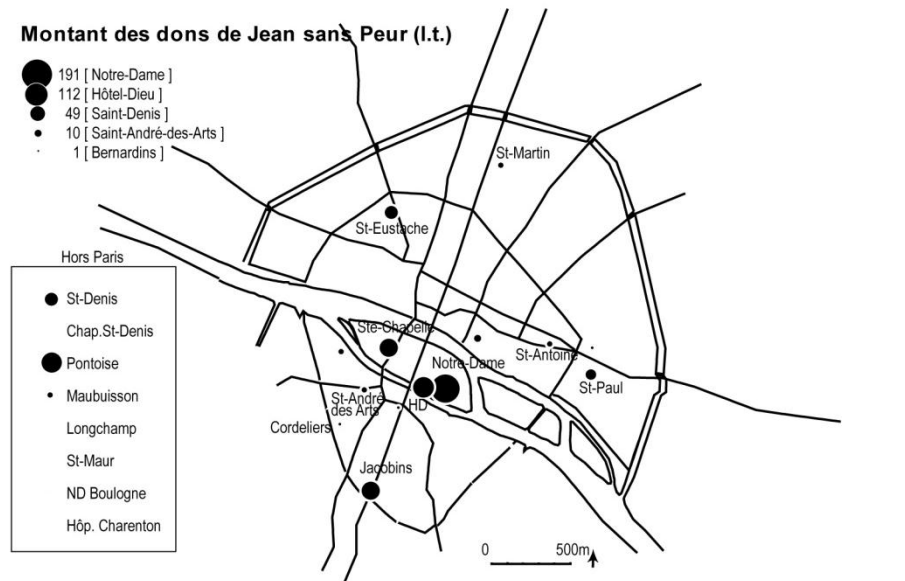 Montant des dons de Jean sans Peur (l.t.)
191 [ Notre-Dame ]
112 [ Hôtel-Dieu ]
49 [ Saint-Denis ]
10 [ Saint-André-des-Arts ]
1 [ Bernardins ]
St-Martin
St-Eustache
Hors Paris
St-Denis
Chap.St-Denis
Pontoise
Maubuisson
Longchamp
St-Maur
ND Boulogne
Hôp. Charenton
Ste-Chapelle
St-Antoine
Notre-Dame
St-Paul
St-André
des Arts
HD
Cordeliers
Jacobins
0 500m